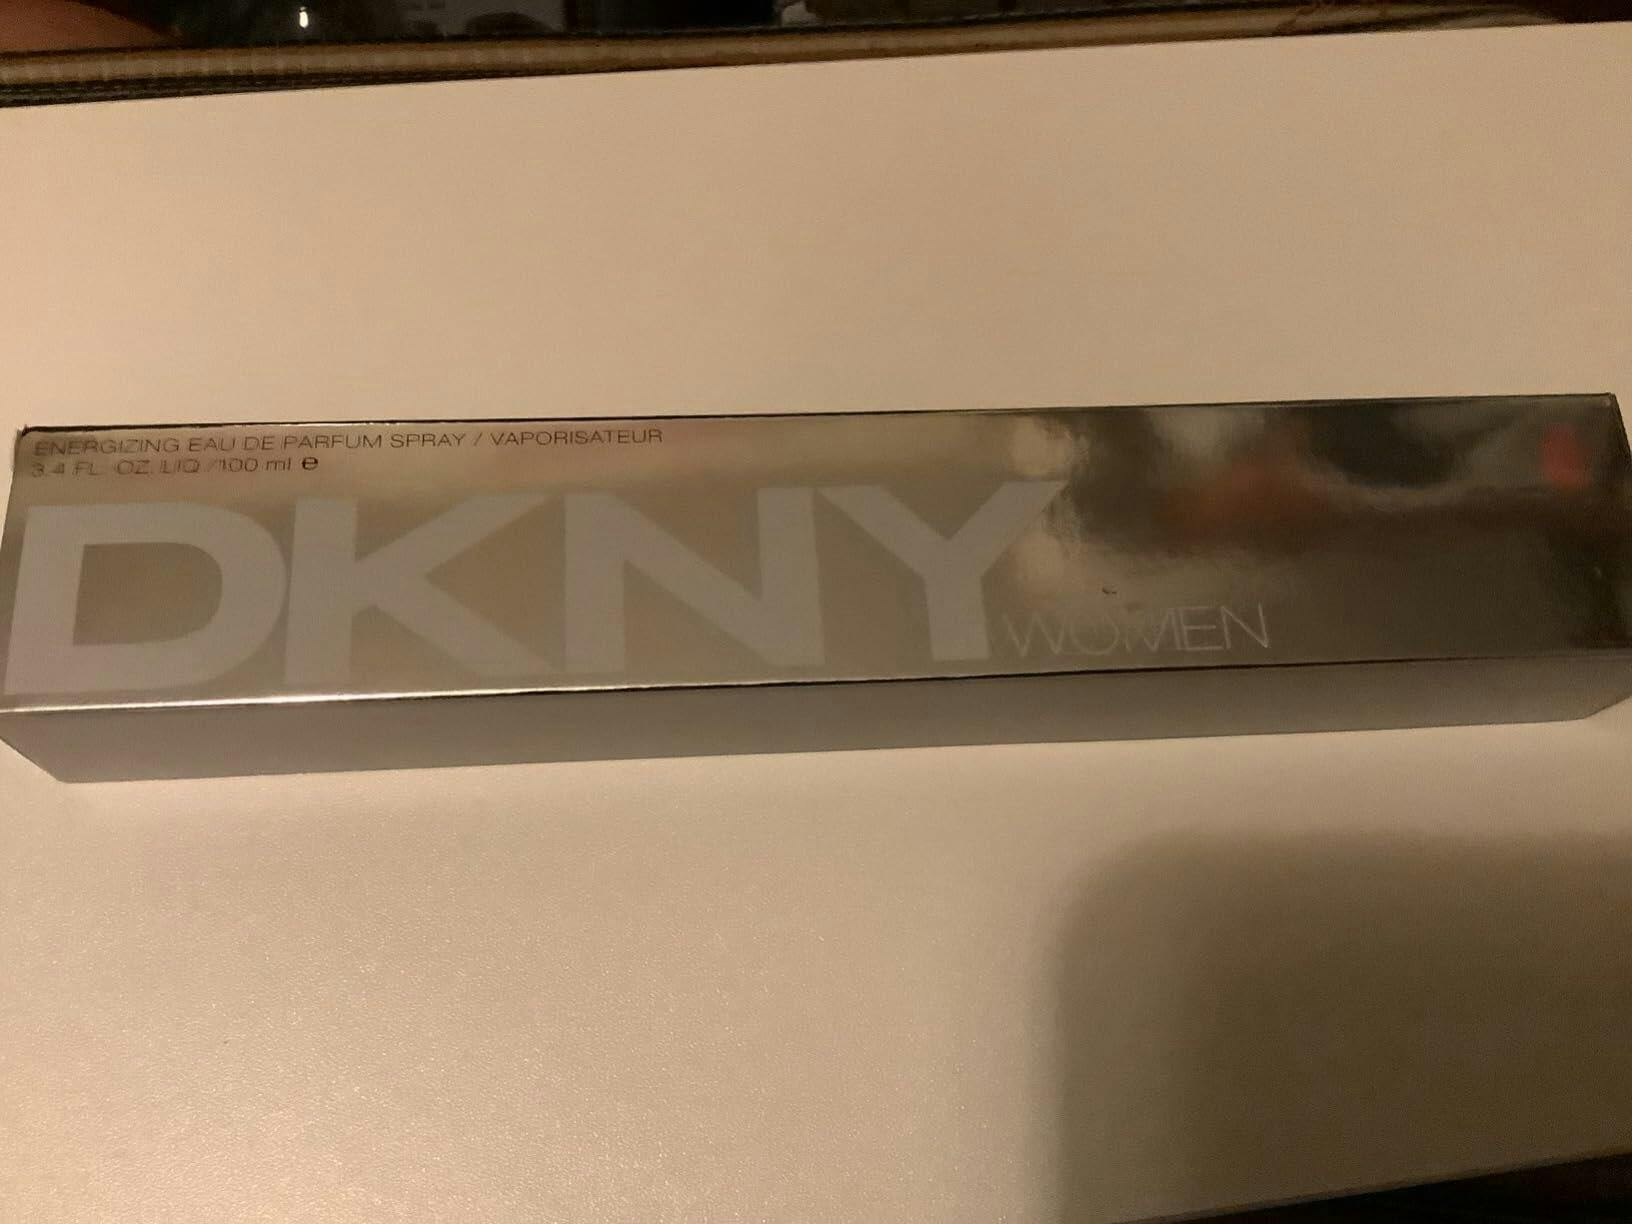 ENERGIZING EAU DE PARFUM SPRAY / VAPORISATEUR
3.4 FL. OZ. LIQ./100 ml ℮
DKNY
WOMEN